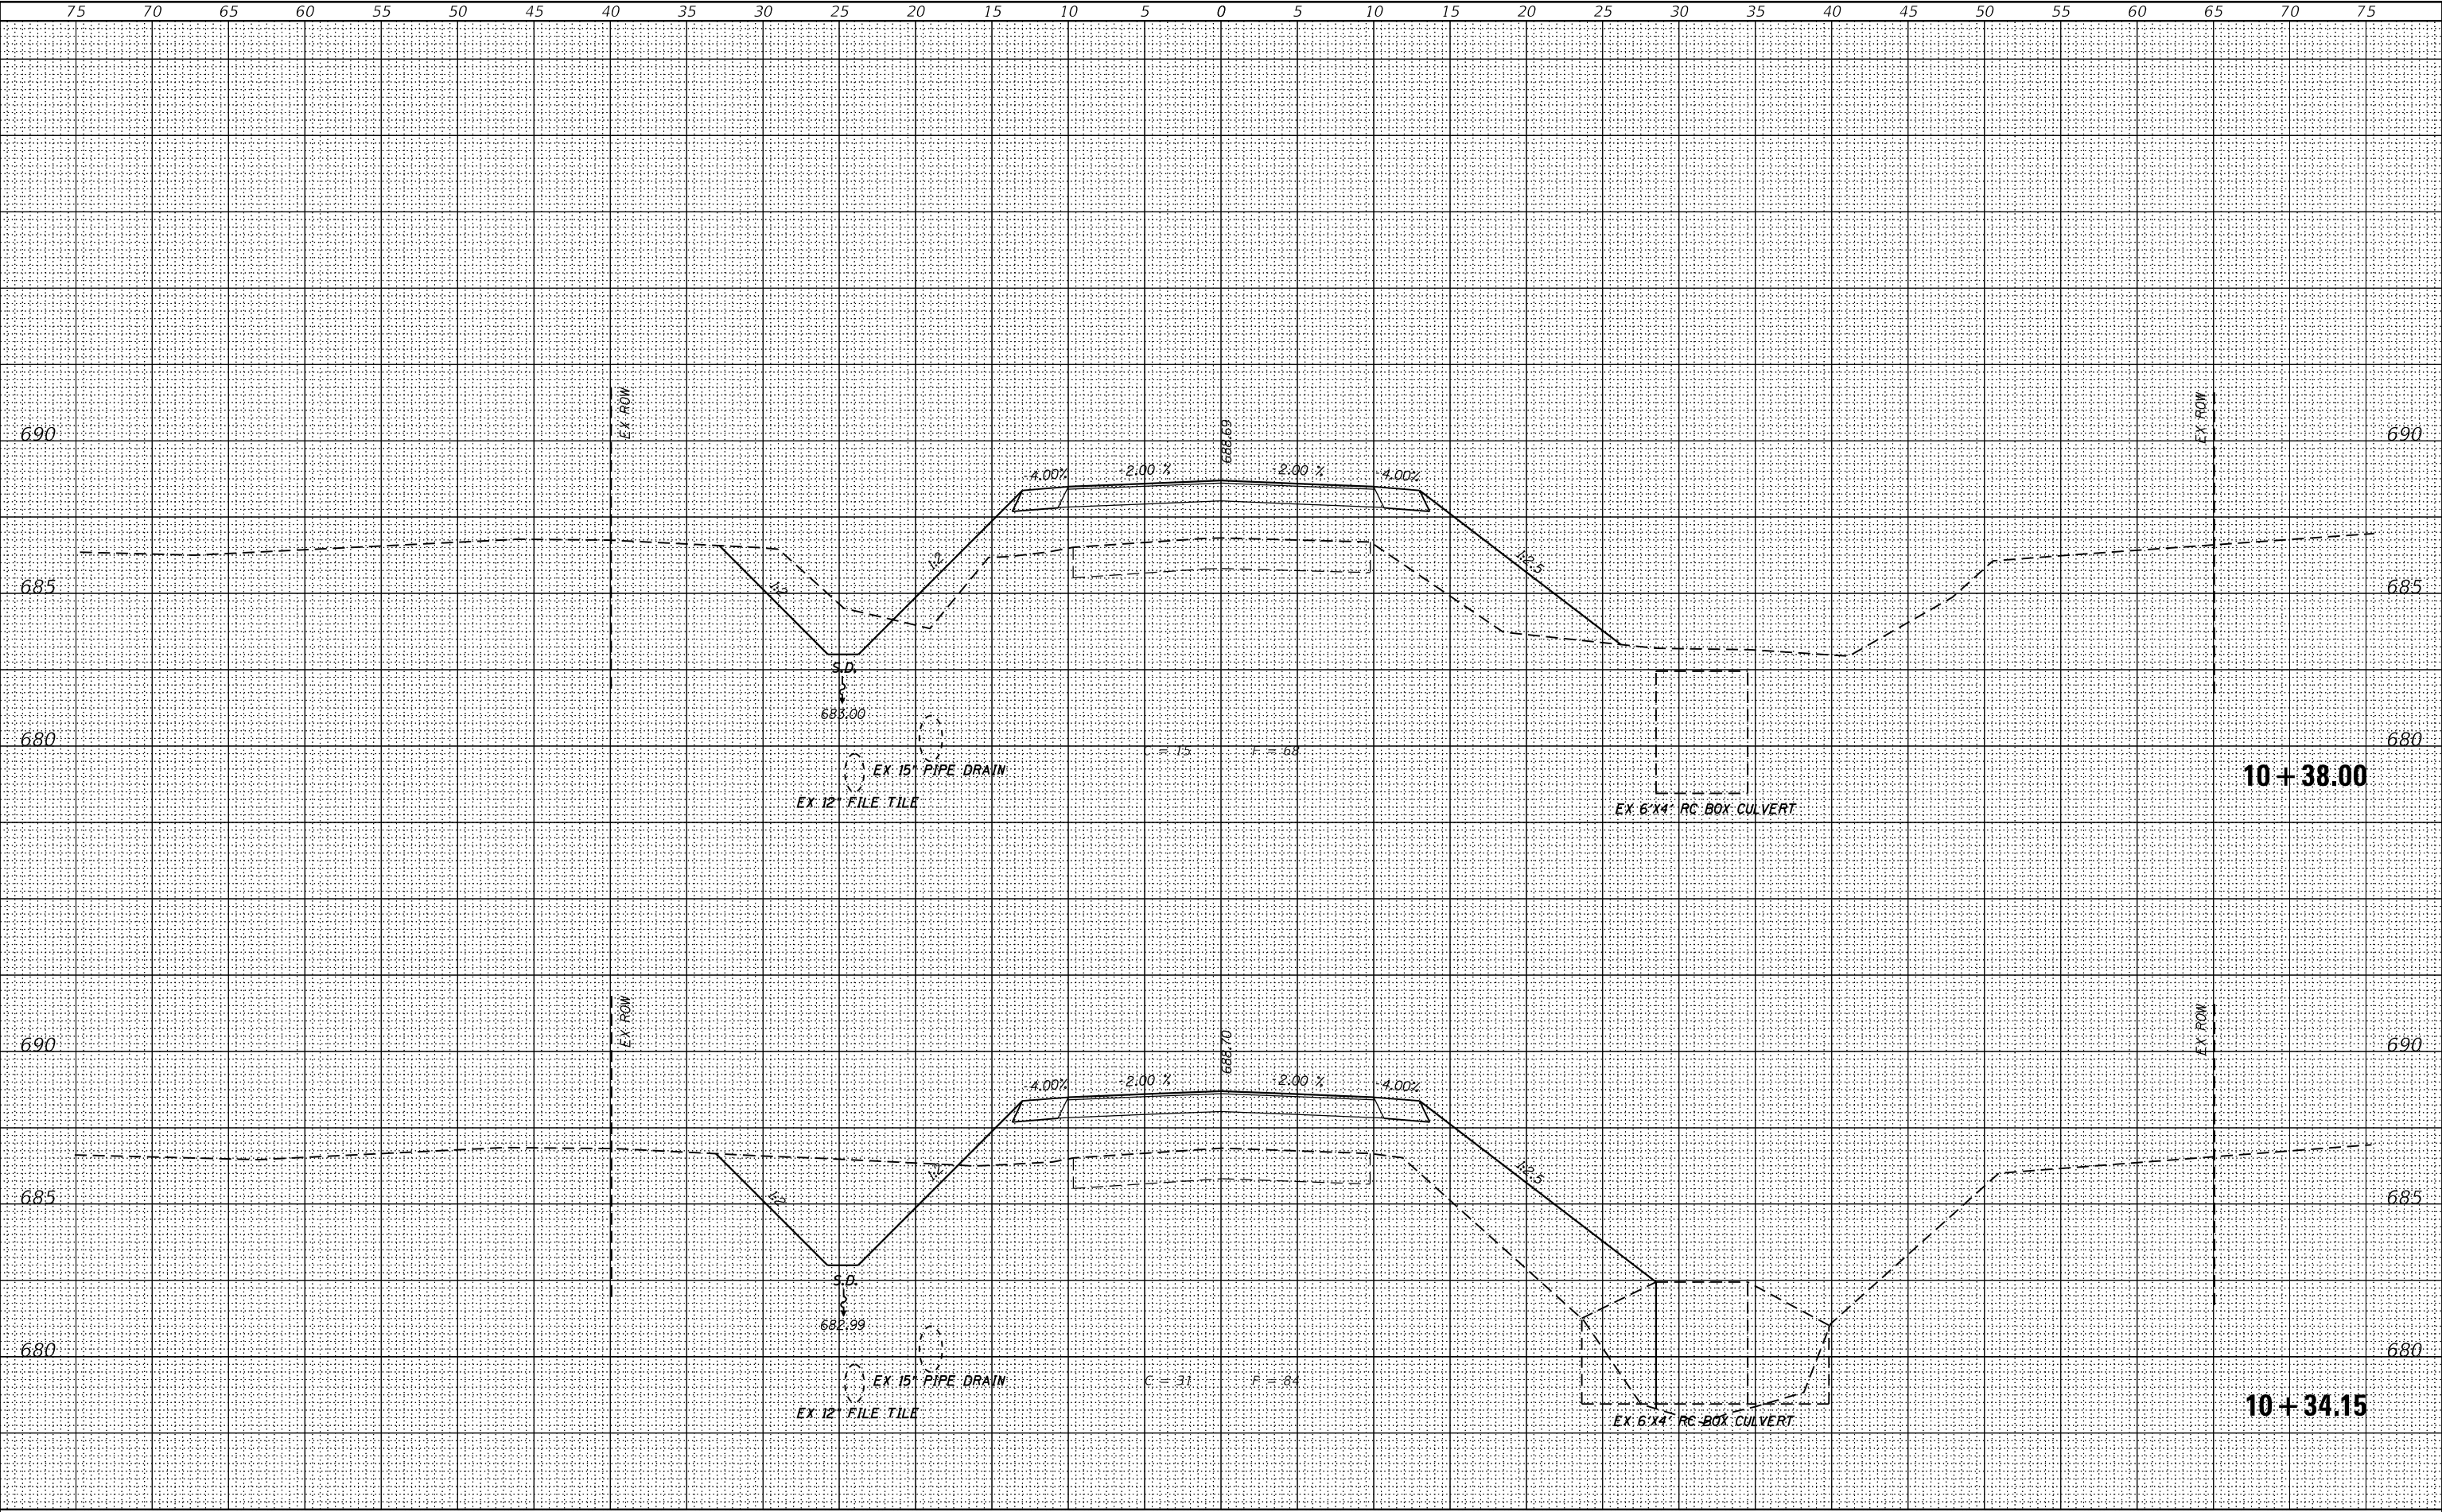 75 70 65 60 55 50 45 40 35 30 25 20 15 10 5 0 5 10 15 20 25 30 35 40 45 50 55 60 65 70 75
EX ROW
EX ROW
690
688.69
690
-4.00%
-2.00 %
-2.00 %
-4.00%
1:2
1:2
1:2.5
685
685
S.D.
683.00
680
C = 15
F = 68
680
EX 15" PIPE DRAIN
10 + 38.00
EX 12" FILE TILE
EX 6'X4' RC BOX CULVERT
EX ROW
EX ROW
690
688.70
690
-4.00%
-2.00 %
-2.00 %
-4.00%
1:2
1:2
1:2.5
685
685
S.D.
682.99
680
680
EX 15" PIPE DRAIN
C = 31
F = 84
10 + 34.15
EX 12" FILE TILE
EX 6'X4' RC BOX CULVERT